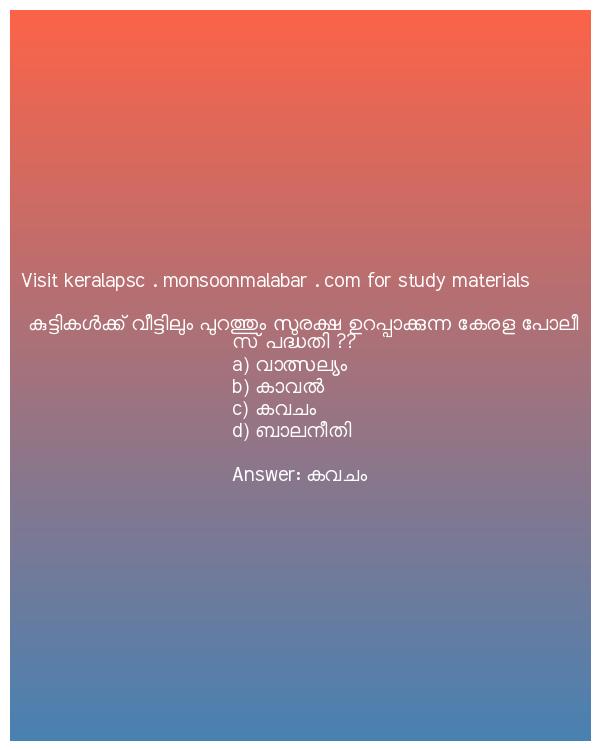 Visit keralapsc . monsoonmalabar . com for study materials
കുട്ടികൾക്ക് വീട്ടിലും പുറത്തും സുരക്ഷ ഉറപ്പാക്കുന്ന കേരള പോലീ
സ് പദ്ധതി ??
a) വാത്സല്യം
b) കാവൽ
c) കവചം
d) ബാലനീതി
Answer: കവചം